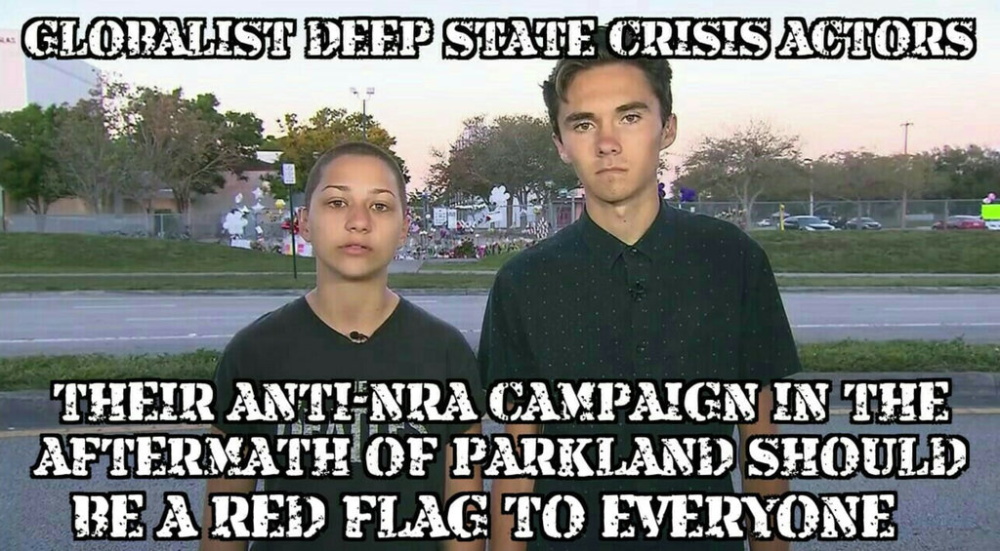 GLOBALIST DEEP STATE CRISIS ACTORS
THEIR ANTI-NRA CAMPAIGN IN THE
AFTERMATH OF PARKLAND SHOULD
BE A RED FLAG TO EVERYONE